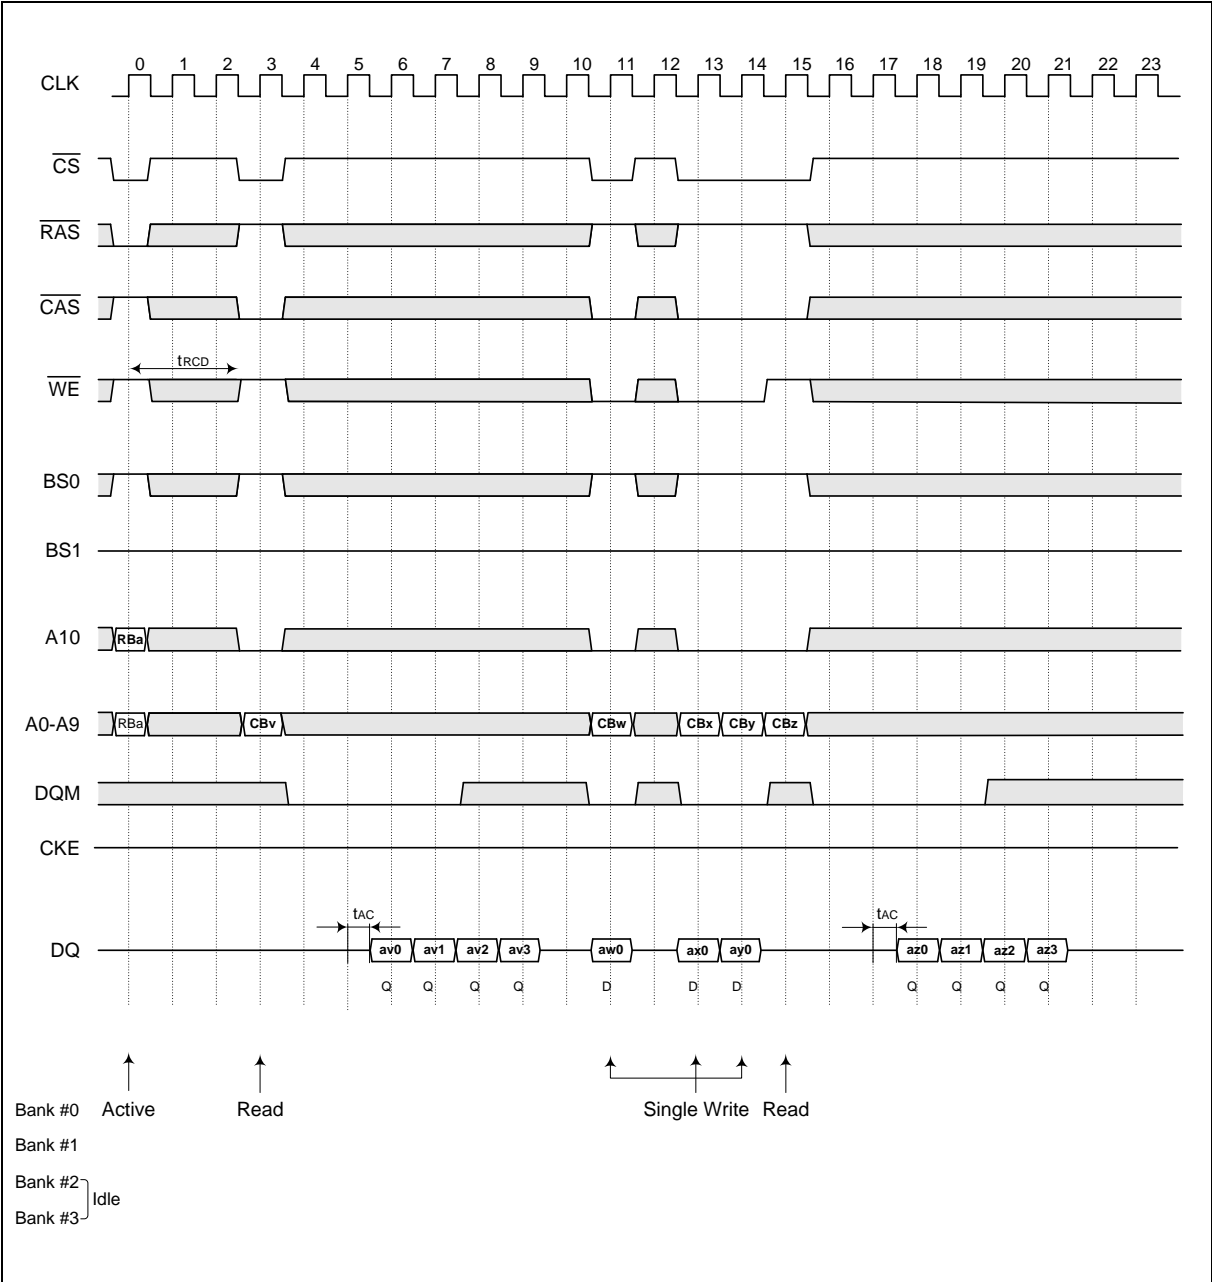 0 1 2 3 4 5 6 7 8 9 10 11 12 13 14 15 16 17 18 19 20 21 22 23
CLK
CS
RAS
CAS
tRCD
WE
BS0
BS1
A10 RBa
A0-A9 RBa CBv CBw CBx CBy CBz
DQM
CKE
tAC tAC
DQ av0 av1 av2 av3 aw0 ax0 ay0 az0 az1 az2 az3
Q Q Q Q D D D Q Q Q Q
Bank #0 Active Read Single Write Read
Bank #1
Bank #2
Idle
Bank #3